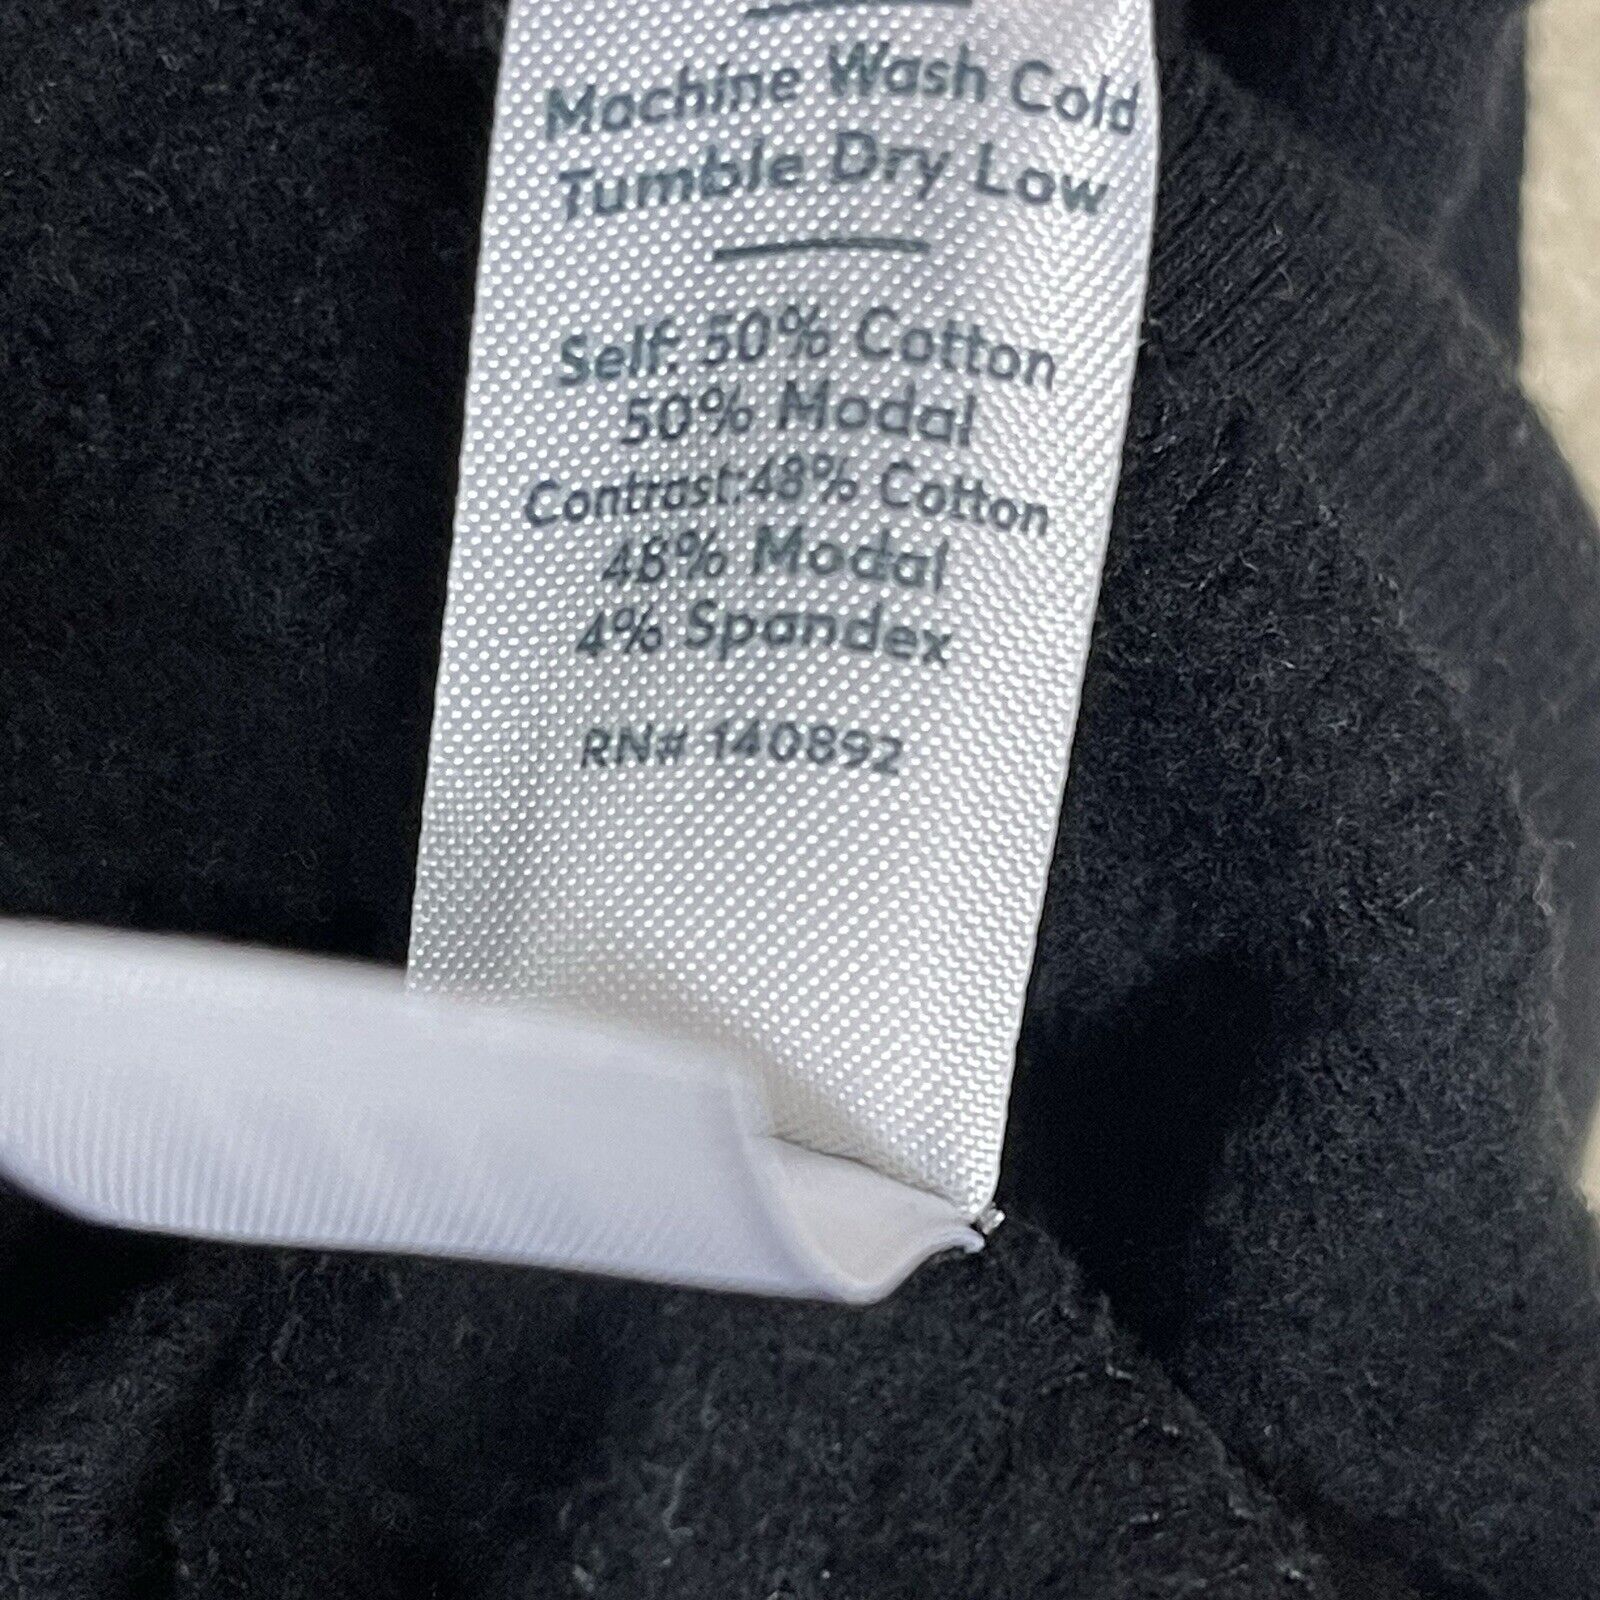 Machine Wash Cold
Tumble Dry Low
Self: 50% Cotton
50% Modal
Contrast:48% Cotton
48% Modal
4% Spandex
RN# 140892